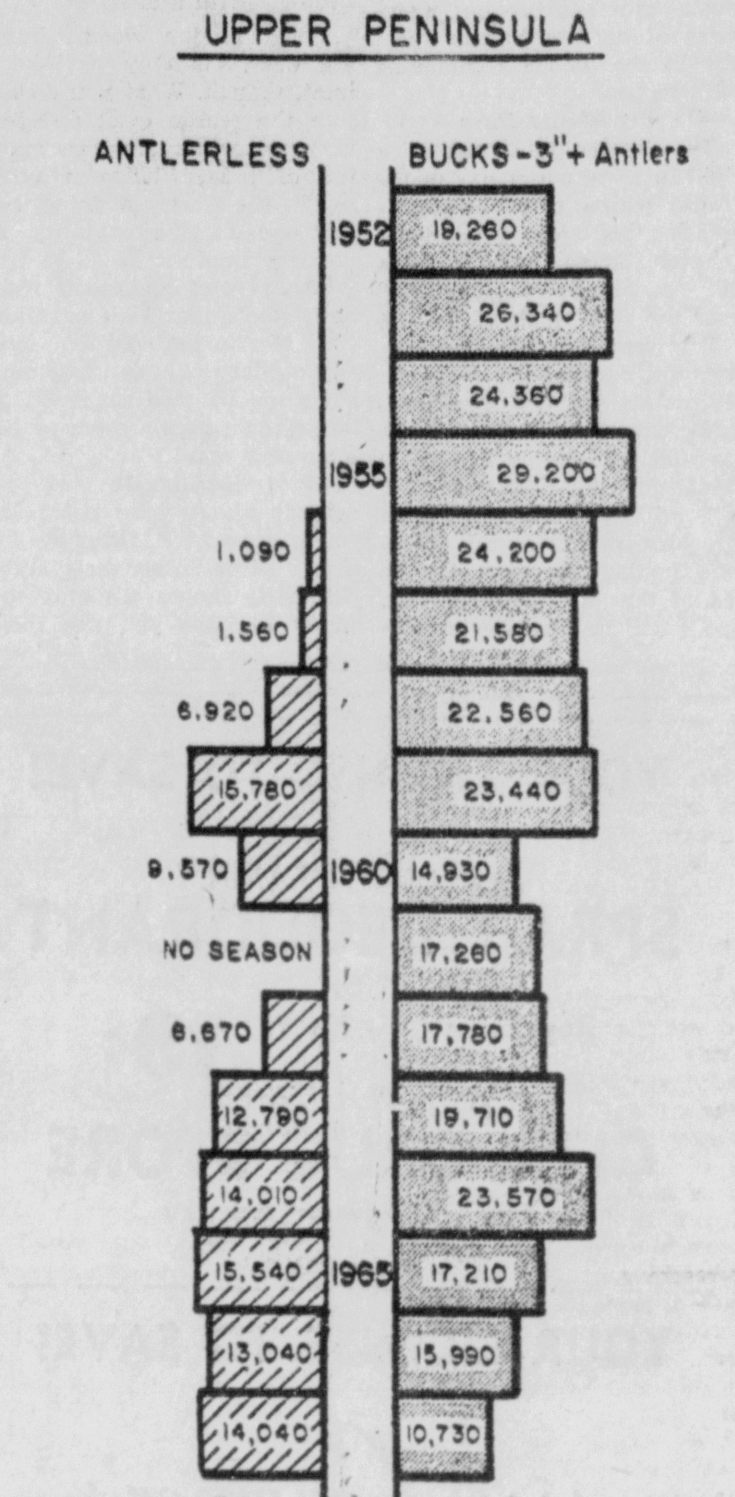 UPPER PENINSULA
ANTLERLESS BUCKS-3"+ Antlers
1952 19,260
26,340
24,360
1955 29.200
1.090 24,200
1.560 21,580
6.920 22,560
15,780 23,440
9,570 1960 14,930
NO SEASON 17,260
6,670 17,780
12,790 19,710
14,010 23,570
15,540 1965 17,210
13,040 15,990
14,040 10,730